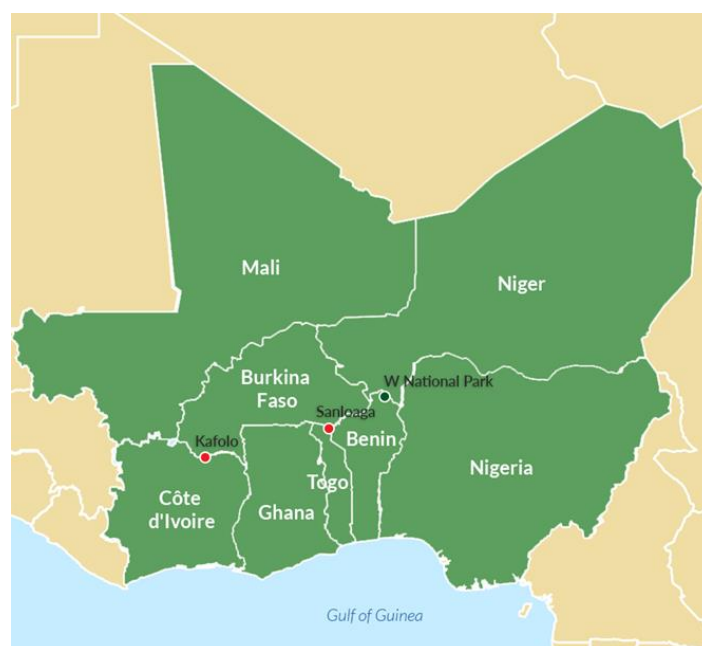 Mali
Niger
Burkina
Faso
W National Park
Sanloaga
Benin
Kafolo
Nigeria
Togo
Côte
d'Ivoire
Ghana
Gulf of Guinea